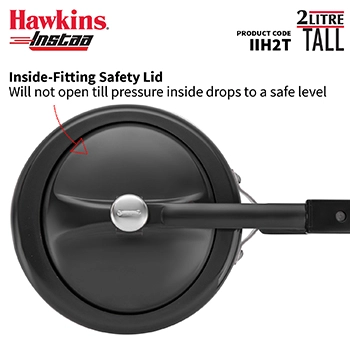 Hawkins®
Instaa
PRODUCT CODE
IIH2T
2 LITRE
TALL
Inside-Fitting Safety Lid
Will not open till pressure inside drops to a safe level